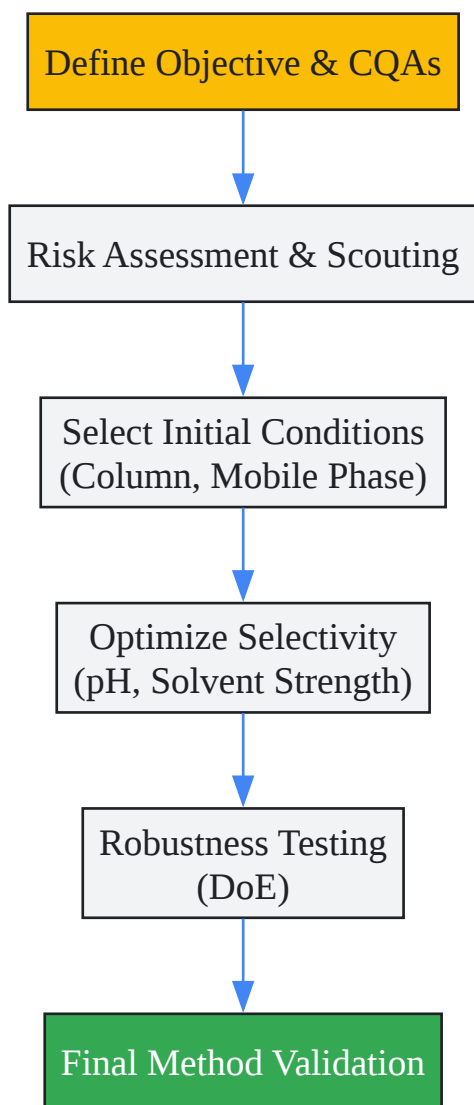 Define Objective & CQAs
Risk Assessment & Scouting
Select Initial Conditions
(Column, Mobile Phase)
Optimize Selectivity
(pH, Solvent Strength)
Robustness Testing
(DoE)
Final Method Validation